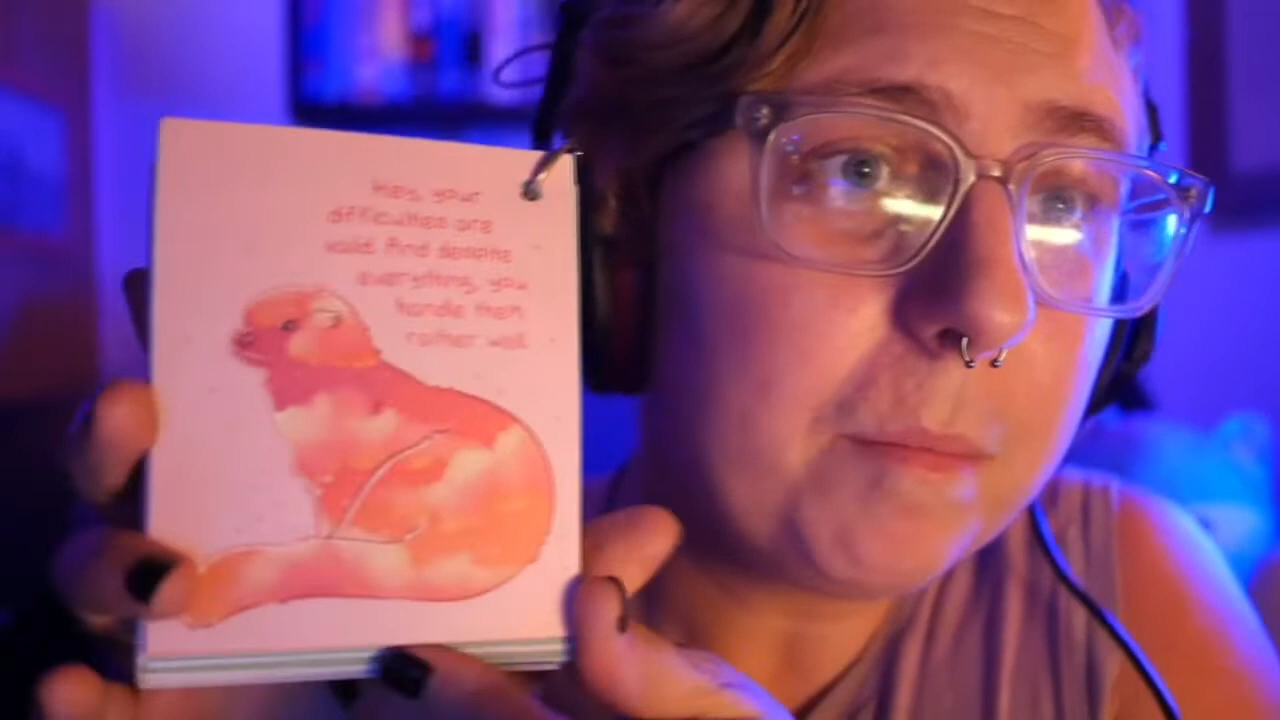 Hey, your
difficulties are
valid. And despite
everything, you
handle them
rather well